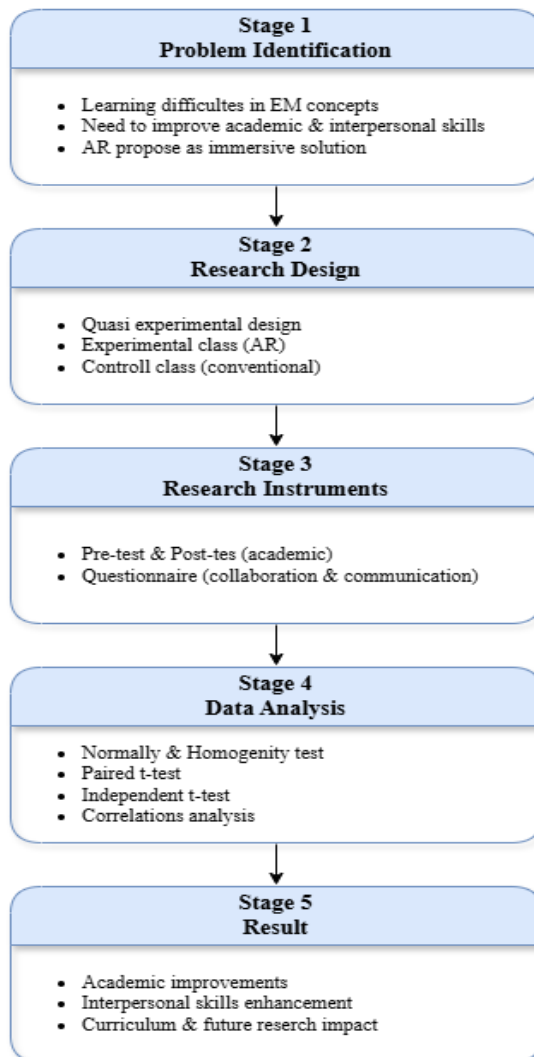 Stage 1
Problem Identification
• Learning difficultes in EM concepts
• Need to improve academic & interpersonal skills
• AR propose as immersive solution
Stage 2
Research Design
• Quasi experimental design
• Experimental class (AR)
• Controll class (conventional)
Stage 3
Research Instruments
• Pre-test & Post-tes (academic)
• Questionnaire (collaboration & communication)
Stage 4
Data Analysis
• Normally & Homogenity test
• Paired t-test
• Independent t-test
• Correlations analysis
Stage 5
Result
• Academic improvements
• Interpersonal skills enhancement
• Curriculum & future reserch impact